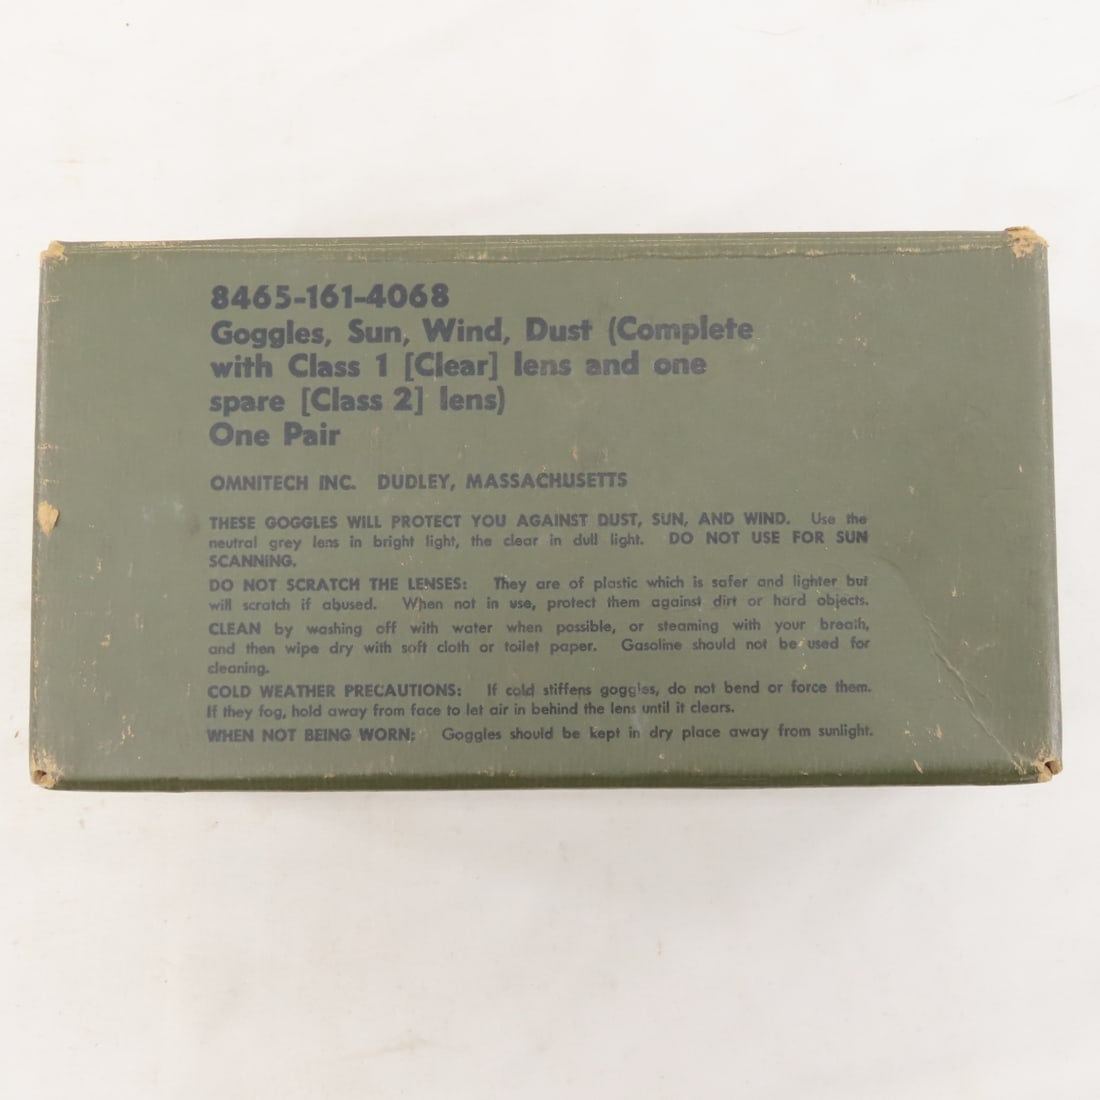 8465-161-4068
Goggles, Sun, Wind, Dust (Complete
with Class 1 [Clear] lens and one
spare [Class 2] lens)
One Pair
OMNITECH INC. DUDLEY, MASSACHUSETTS
THESE GOGGLES WILL PROTECT YOU AGAINST DUST, SUN, AND WIND. Use the
neutral grey lens in bright light, the clear in dull light. DO NOT USE FOR SUN
SCANNING.
DO NOT SCRATCH THE LENSES: They are of plastic which is safer and lighter but
will scratch if abused. When not in use, protect them against dirt or hard objects.
CLEAN by washing off with water when possible, or steaming with your breath,
and then wipe dry with soft cloth or toilet paper. Gasoline should not be used for
cleaning.
COLD WEATHER PRECAUTIONS: If cold stiffens goggles, do not bend or force them.
If they fog, hold away from face to let air in behind the lens until it clears.
WHEN NOT BEING WORN: Goggles should be kept in dry place away from sunlight.